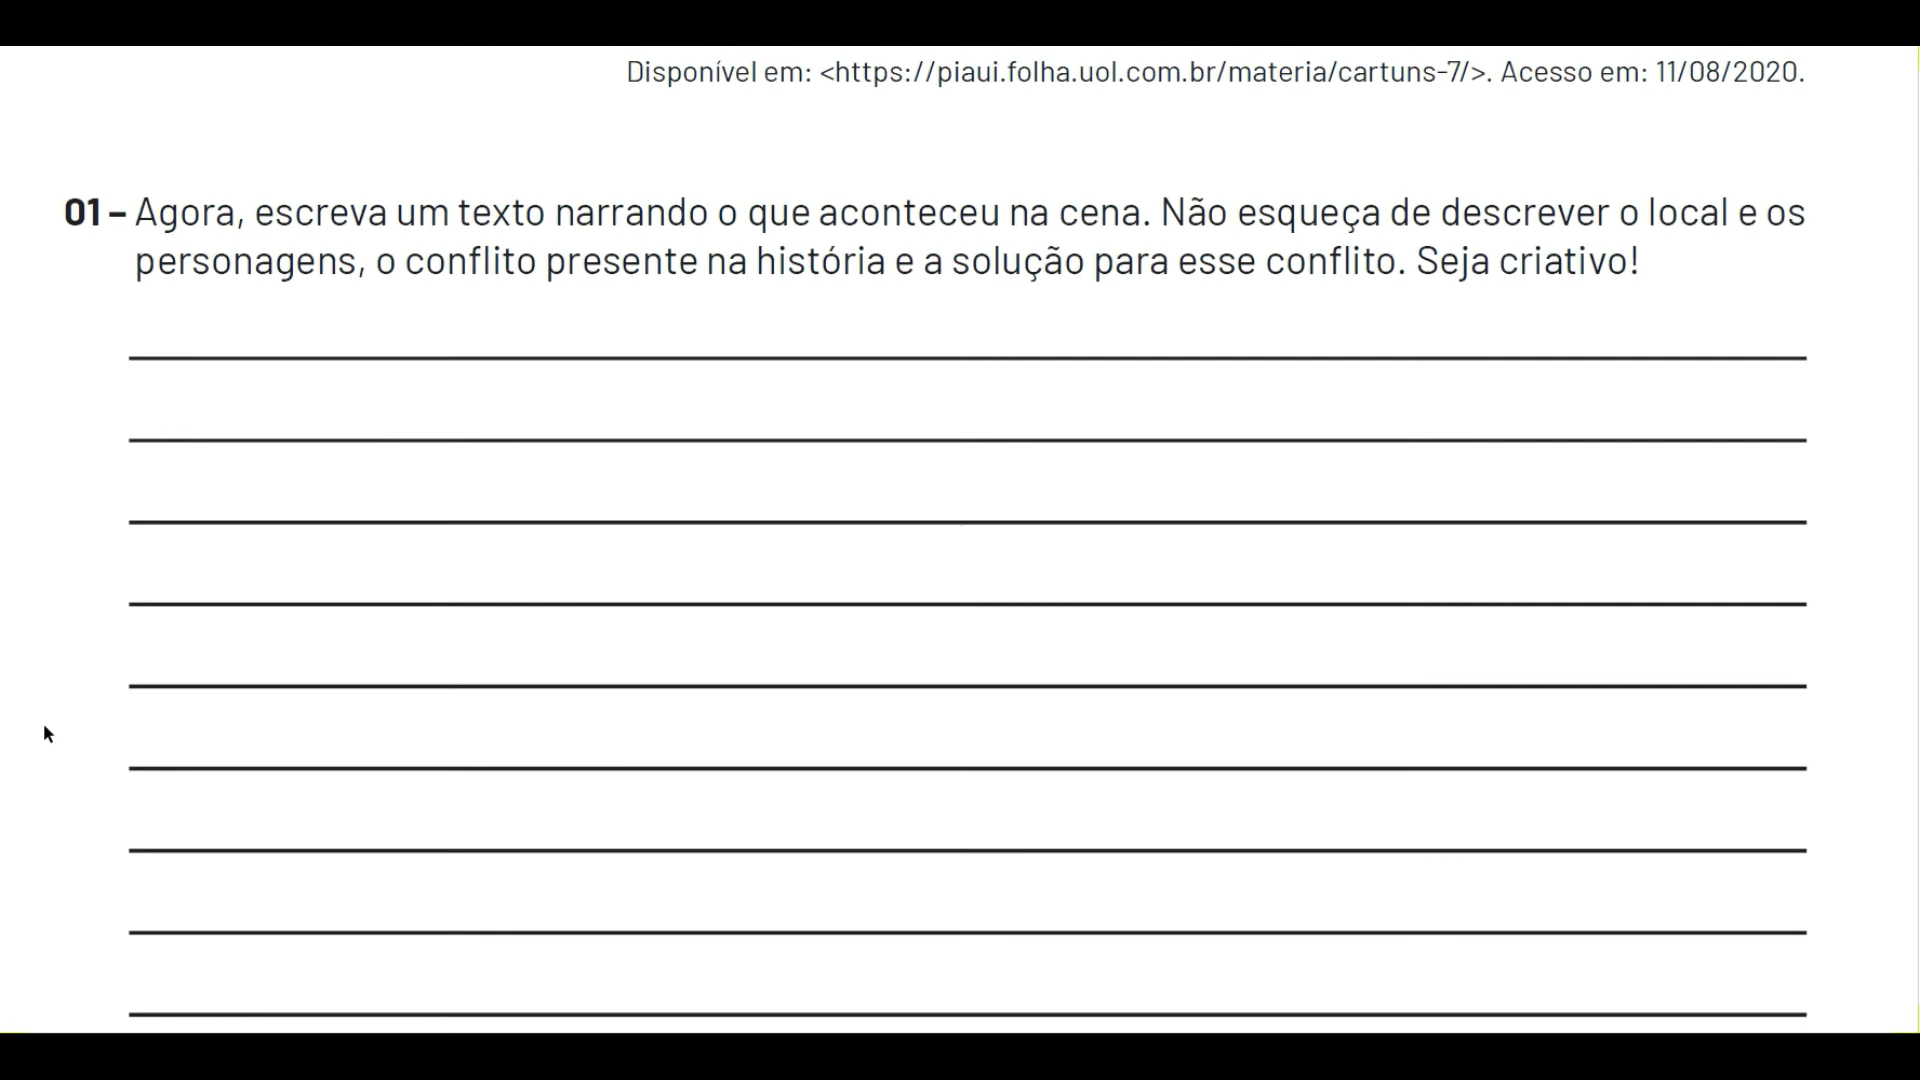 Disponível em: <https://piaui.folha.uol.com.br/materia/cartuns-7/>. Acesso em: 11/08/2020.
01 – Agora, escreva um texto narrando o que aconteceu na cena. Não esqueça de descrever o local e os
personagens, o conflito presente na história e a solução para esse conflito. Seja criativo!